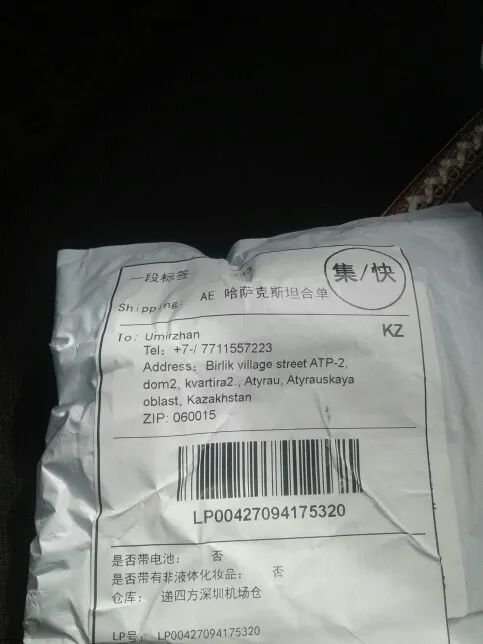 一段标签
集/快
Shipping: AE 哈萨克斯坦合单
To: Umirzhan
KZ
Tel: +7-/ 7711557223
Address: Birlik village street ATP-2,
dom2, kvartira2., Atyrau, Atyrauskaya
oblast, Kazakhstan
ZIP: 060015
LP00427094175320
是否带电池： 否
是否带有非液体化妆品： 否
仓库： 递四方深圳机场仓
LP号: LP00427094175320